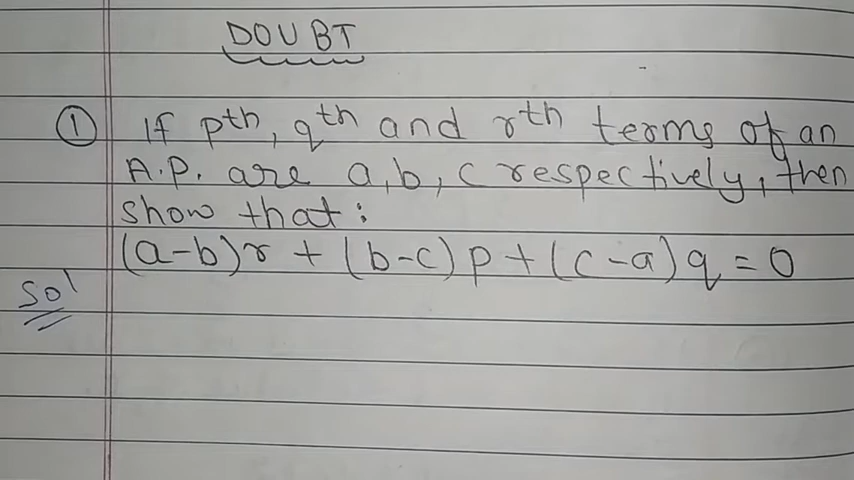 DOUBT
① If pth, qth and rth terms of an
A.P. are a, b, c respectively, then
show that:
(a-b)r + (b-c)p + (c-a)q = 0
Sol